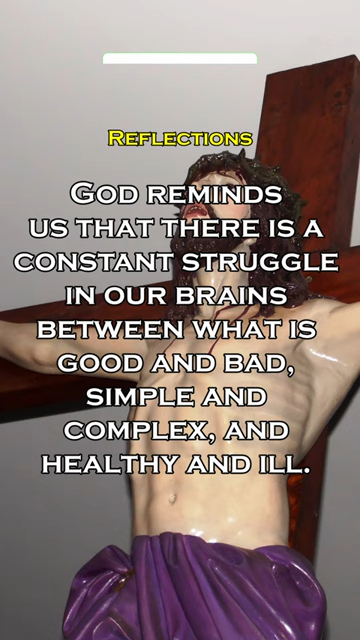 Reflections
God reminds
us that there is a
constant struggle
in our brains
between what is
good and bad,
simple and
complex, and
healthy and ill.